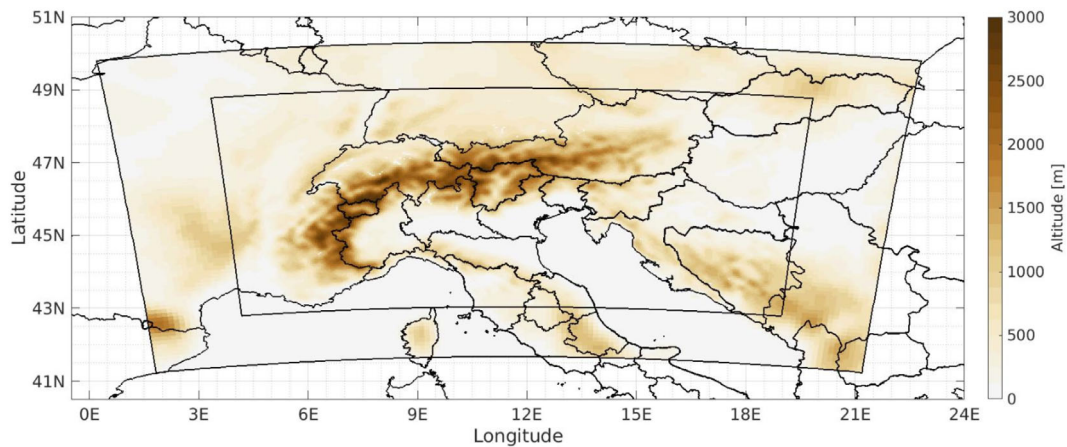 51N
49N
47N
45N
43N
41N
Latitude
0E 3E 6E 9E 12E 15E 18E 21E 24E
Longitude
3000
2500
2000
1500
1000
500
0
Altitude [m]